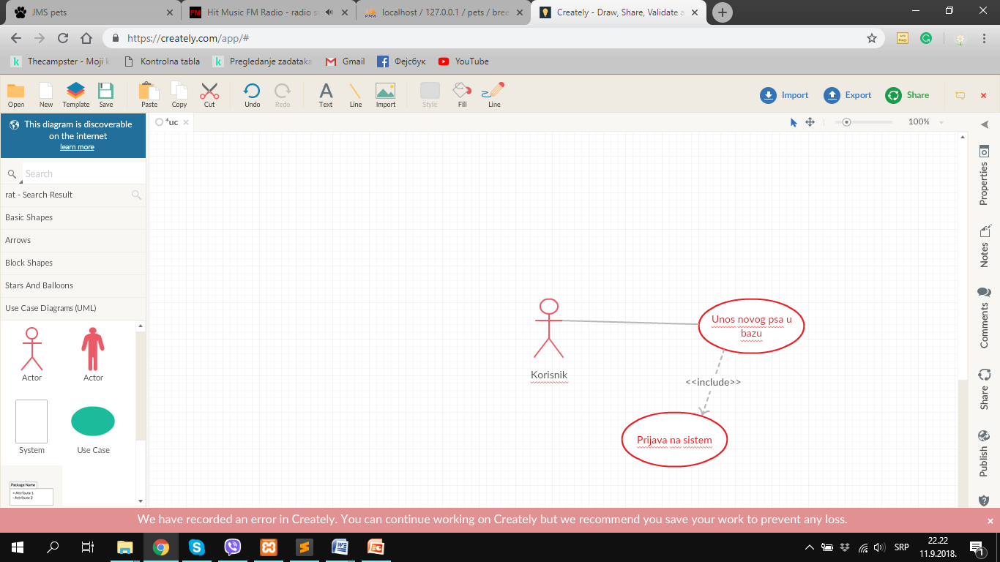 JMS pets
Hit Music FM Radio - radio s
localhost / 127.0.0.1 / pets / bree
Creately - Draw, Share, Validate a
https://creately.com/app/#
Thecampster - Moji k
Kontrolna tabla
Pregledanje zadataka
Gmail
Фејсбук
YouTube
Open
New
Template
Save
Paste
Copy
Cut
Undo
Redo
Text
Line
Import
Style
Fill
Line
Import
Export
Share
This diagram is discoverable
on the internet
learn more
*uc
100%
Search
rat - Search Result
Basic Shapes
Arrows
Block Shapes
Stars And Balloons
Use Case Diagrams (UML)
Actor
Actor
System
Use Case
Package Name
• Attribute 1
- Attribute 2
Korisnik
Unos novog psa u
bazu
<<include>>
Prijava na sistem
Properties
Notes
Comments
Share
Publish
We have recorded an error in Creately. You can continue working on Creately but we recommend you save your work to prevent any loss.
SRP
22.22
11.9.2018.
1